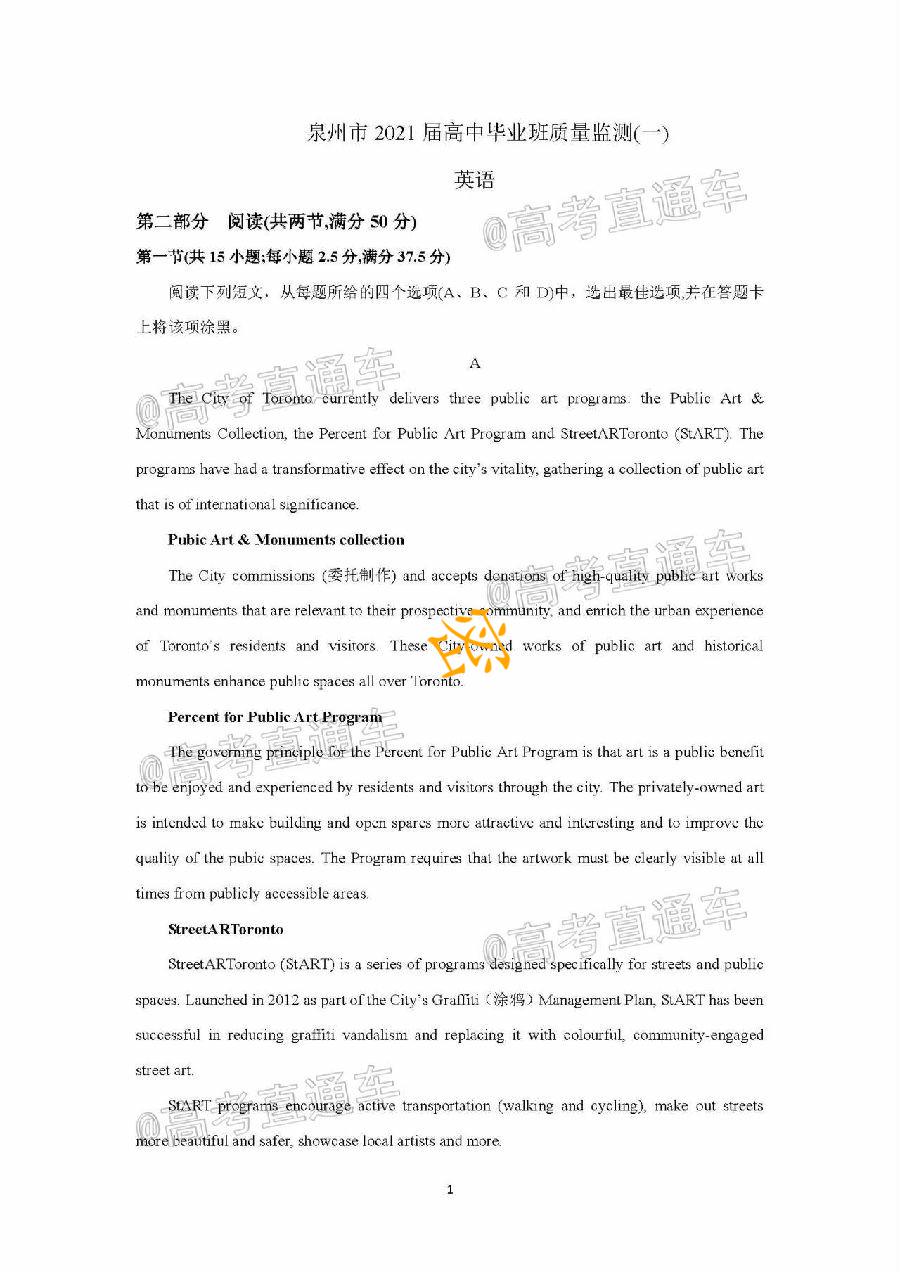 泉州市 2021 届高中毕业班质量监测(一)
英语
@高考直通车
第二部分 阅读(共两节,满分 50 分)
第一节(共 15 小题;每小题 2.5 分,满分 37.5 分)
阅读下列短文，从每题所给的四个选项(A、B、C 和 D)中，选出最佳选项,并在答题卡
上将该项涂黑。
A
@高考直通车
The City of Toronto currently delivers three public art programs: the Public Art &
Monuments Collection, the Percent for Public Art Program and StreetARToronto (StART). The
programs have had a transformative effect on the city's vitality, gathering a collection of public art
that is of international significance.
Pubic Art & Monuments collection
@高考直通车
The City commissions (委托制作) and accepts donations of high-quality public art works
and monuments that are relevant to their prospective community, and enrich the urban experience
of Toronto's residents and visitors. These City-owned works of public art and historical
密
monuments enhance public spaces all over Toronto.
Percent for Public Art Program
@高考直通车
The governing principle for the Percent for Public Art Program is that art is a public benefit
to be enjoyed and experienced by residents and visitors through the city. The privately-owned art
is intended to make building and open spares more attractive and interesting and to improve the
quality of the pubic spaces. The Program requires that the artwork must be clearly visible at all
times from publicly accessible areas.
@高考直通车
StreetARToronto
StreetARToronto (StART) is a series of programs designed specifically for streets and public
spaces. Launched in 2012 as part of the City's Graffiti（涂鸦）Management Plan, StART has been
successful in reducing graffiti vandalism and replacing it with colourful, community-engaged
street art.
@高考直通车
StART programs encourage active transportation (walking and cycling), make out streets
more beautiful and safer, showcase local artists and more.
1